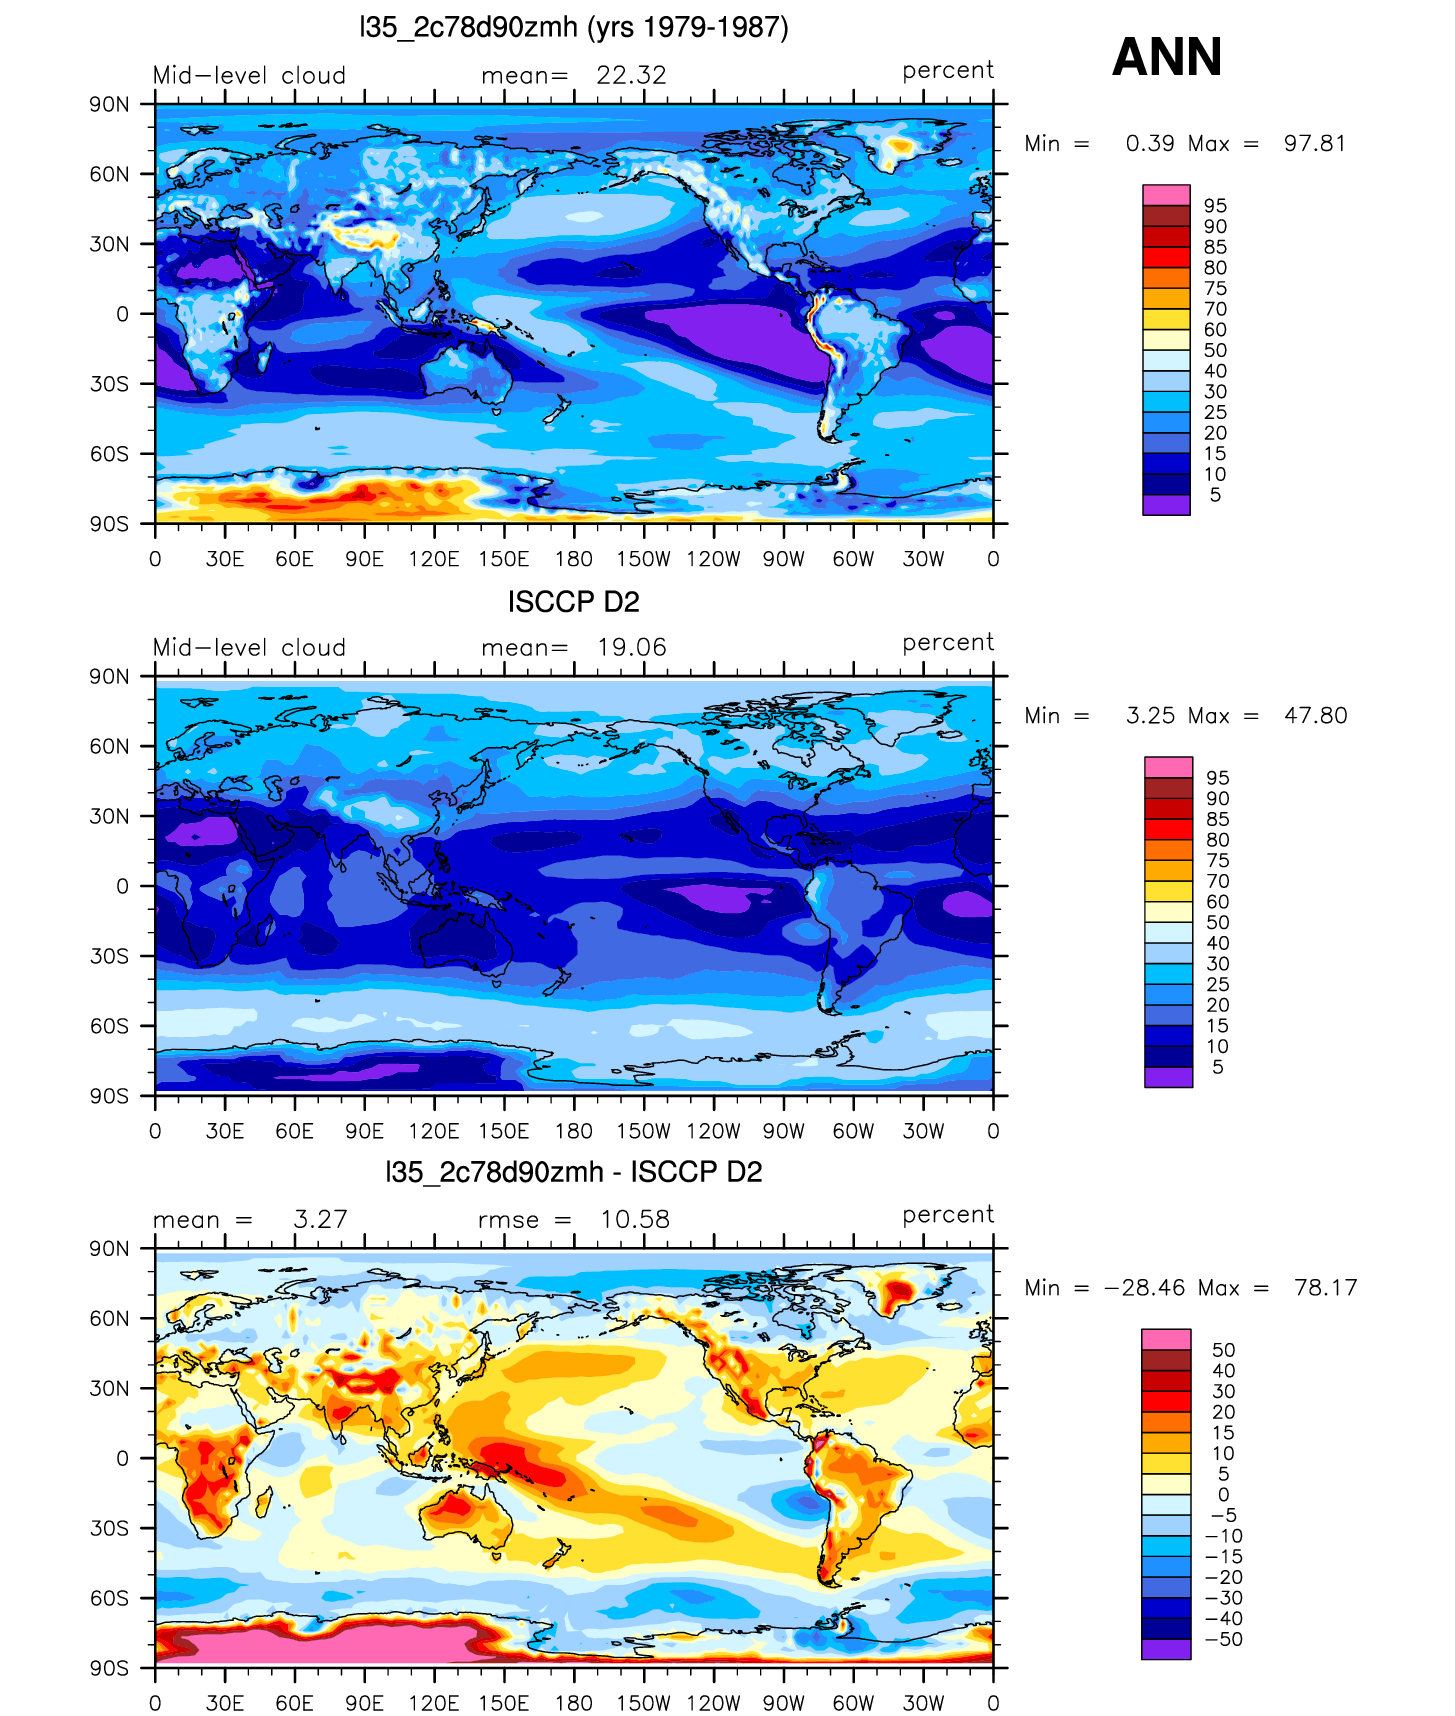 l35_2c78d90zmh (yrs 1979-1987)
ANN
Mid-level cloud mean= 22.32 percent
Min = 0.39 Max = 97.81
90N
60N
30N
0
30S
60S
90S
0 30E 60E 90E 120E 150E 180 150W 120W 90W 60W 30W 0
95
90
85
80
75
70
60
50
40
30
25
20
15
10
5
ISCCP D2
Mid-level cloud mean= 19.06 percent
Min = 3.25 Max = 47.80
90N
60N
30N
0
30S
60S
90S
0 30E 60E 90E 120E 150E 180 150W 120W 90W 60W 30W 0
95
90
85
80
75
70
60
50
40
30
25
20
15
10
5
l35_2c78d90zmh - ISCCP D2
mean = 3.27 rmse = 10.58 percent
Min = -28.46 Max = 78.17
90N
60N
30N
0
30S
60S
90S
0 30E 60E 90E 120E 150E 180 150W 120W 90W 60W 30W 0
50
40
30
20
15
10
5
0
-5
-10
-15
-20
-30
-40
-50